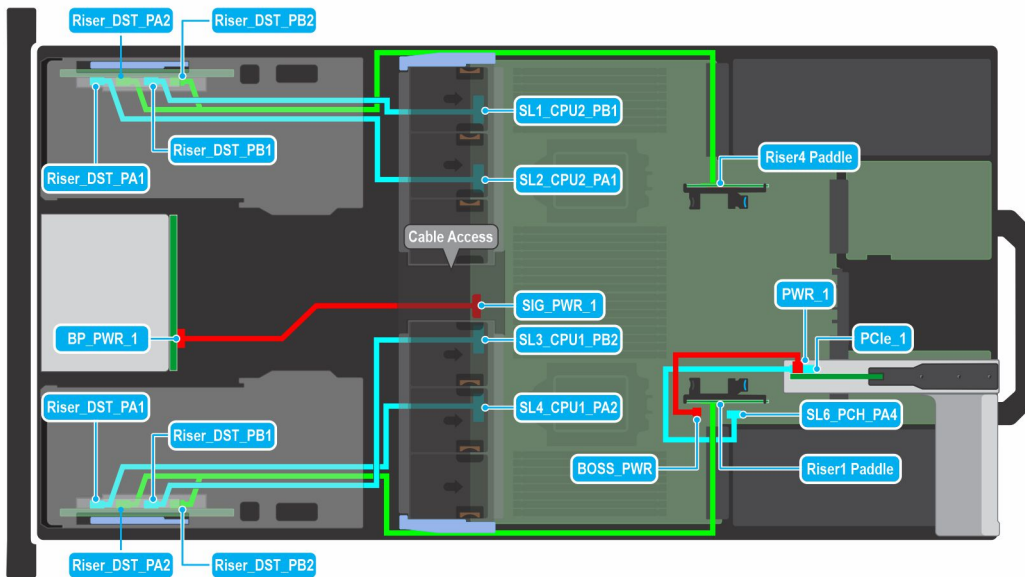 Riser_DST_PA2
Riser_DST_PB2
SL1_CPU2_PB1
Riser_DST_PB1
Riser4 Paddle
Riser_DST_PA1
SL2_CPU2_PA1
Cable Access
PWR_1
SIG_PWR_1
BP_PWR_1
SL3_CPU1_PB2
PCIe_1
Riser_DST_PA1
SL4_CPU1_PA2
SL6_PCH_PA4
Riser_DST_PB1
BOSS_PWR
Riser1 Paddle
Riser_DST_PA2
Riser_DST_PB2